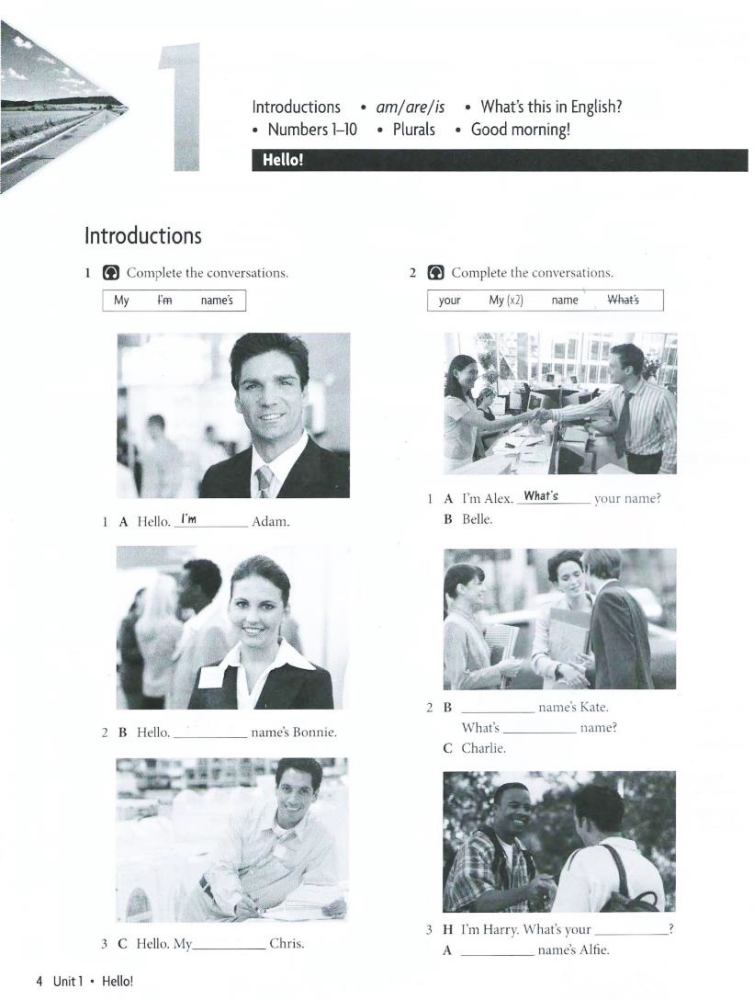 1
Introductions • am/are/is • What's this in English?
• Numbers 1–10 • Plurals • Good morning!
Hello!
Introductions
1 Complete the conversations.
My I'm name's
1 A Hello. I'm Adam.
2 B Hello. __________ name's Bonnie.
3 C Hello. My__________ Chris.
2 Complete the conversations.
your My (x2) name What's
1 A I'm Alex. What's your name?
B Belle.
2 B __________ name's Kate.
What's __________ name?
C Charlie.
3 H I'm Harry. What's your __________?
A __________ name's Alfie.
4 Unit 1 • Hello!